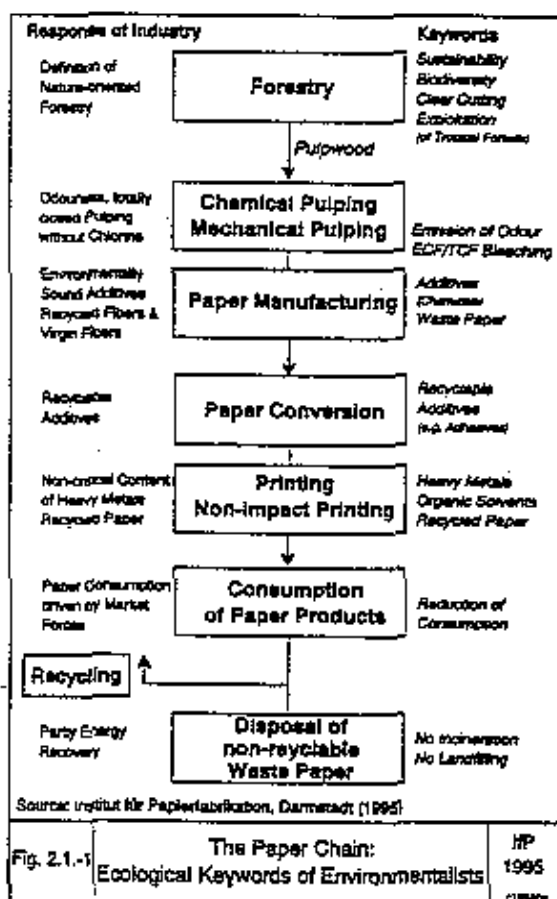 Response of Industry
Keywords
Definition of
Nature-oriented
Forestry
Forestry
Sustainability
Biodiversity
Clear Cutting
Exploitation
(of Tropical Forests)
Pulpwood
Odourless, totally
closed Pulping
without Chlorine
Chemical Pulping
Mechanical Pulping
Emission of Odour
ECF/TCF Bleaching
Environmentally
Sound Additives
Recycled Fibers &
Virgin Fibers
Paper Manufacturing
Additives
Waste Paper
Recyclable
Additives
Paper Conversion
Recyclable
Additives
(e.g. Adhesives)
Non-critical Content
of Heavy Metals
Recycled Paper
Printing
Non-impact Printing
Heavy Metals
Organic Solvents
Recycled Paper
Paper Consumption
driven by Market
Forces
Consumption
of Paper Products
Reduction of
Consumption
Recycling
Party Energy
Recovery
Disposal of
non-recyclable
Waste Paper
No Incineration
No Landfilling
Source: Institut für Papierfabrikation, Darmstadt (1995)
Fig. 2.1.-1
The Paper Chain:
Ecological Keywords of Environmentalists
1995